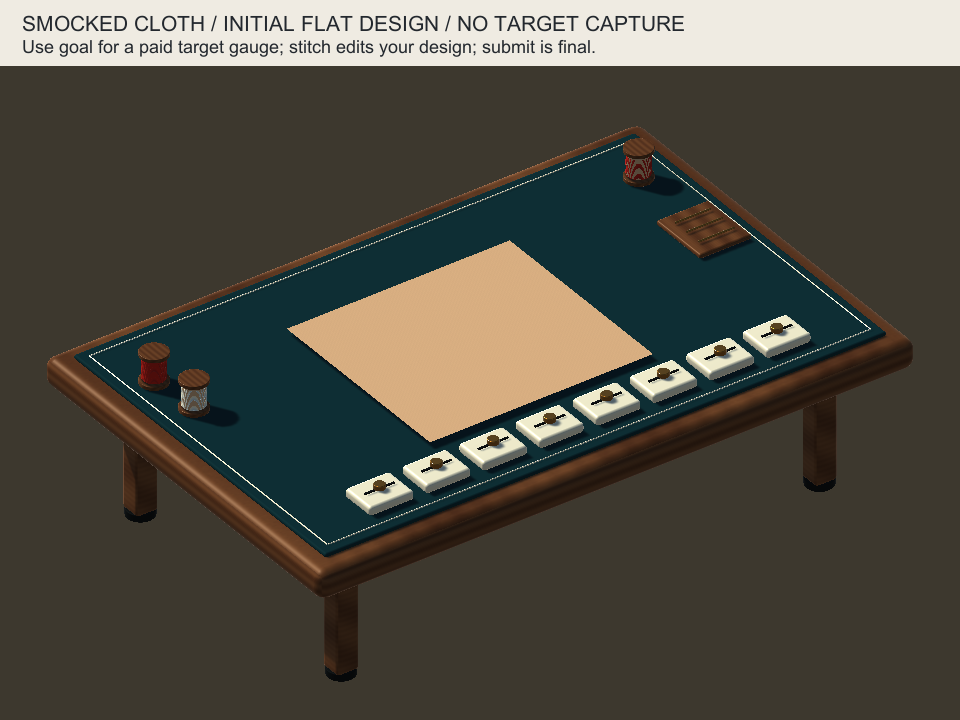 SMOCKED CLOTH / INITIAL FLAT DESIGN / NO TARGET CAPTURE
Use goal for a paid target gauge; stitch edits your design; submit is final.